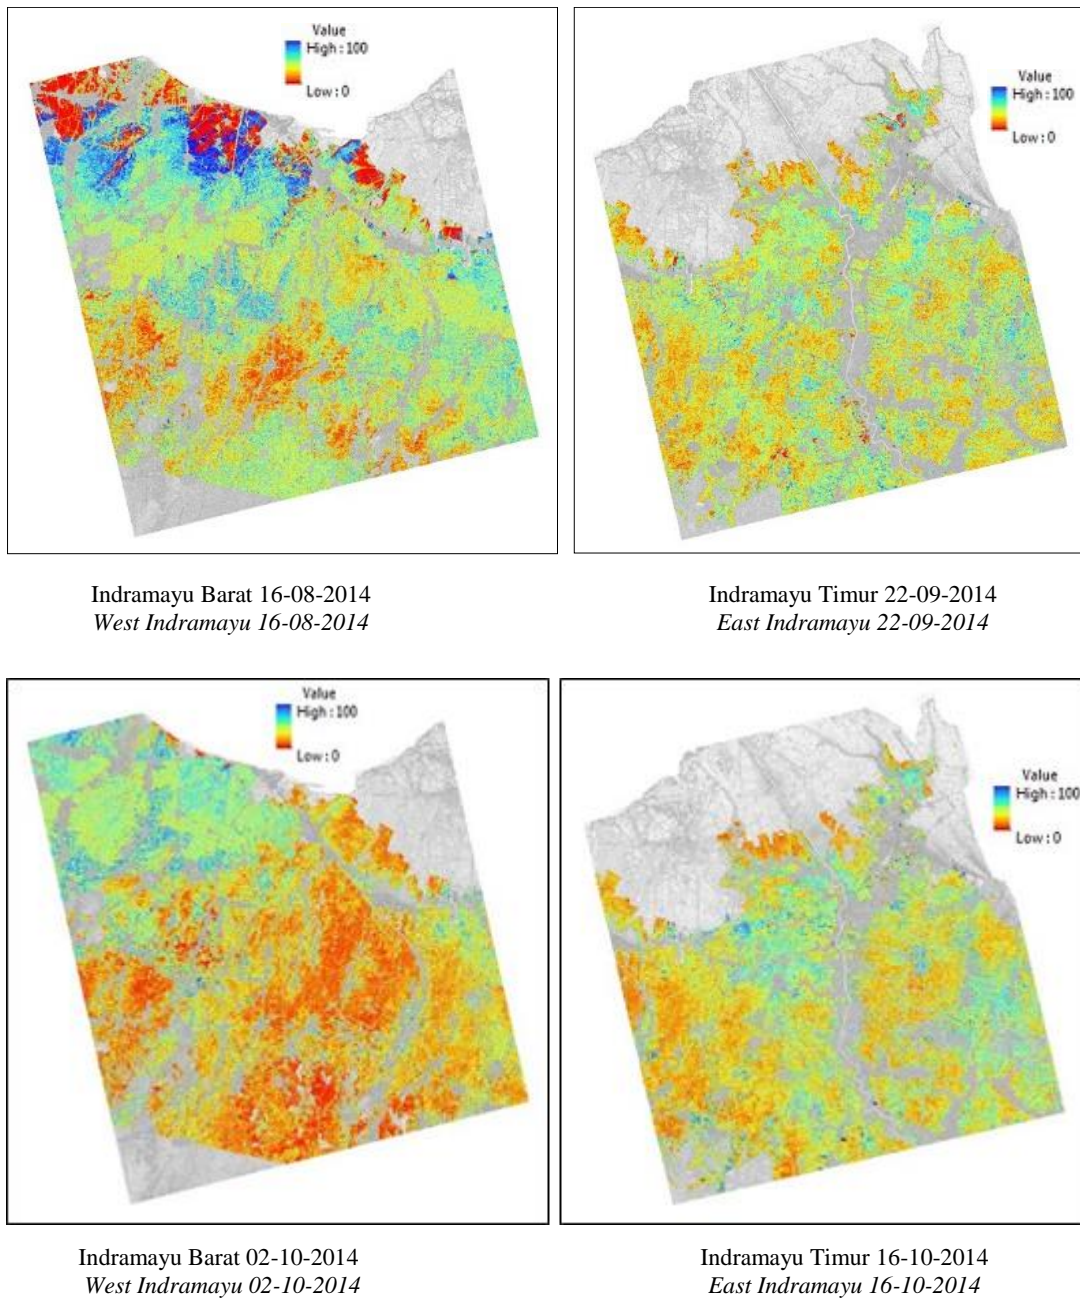 Value
High : 100
Low : 0
Value
High : 100
Low : 0
Indramayu Barat 16-08-2014
West Indramayu 16-08-2014
Indramayu Timur 22-09-2014
East Indramayu 22-09-2014
Value
High : 100
Low : 0
Value
High : 100
Low : 0
Indramayu Barat 02-10-2014
West Indramayu 02-10-2014
Indramayu Timur 16-10-2014
East Indramayu 16-10-2014